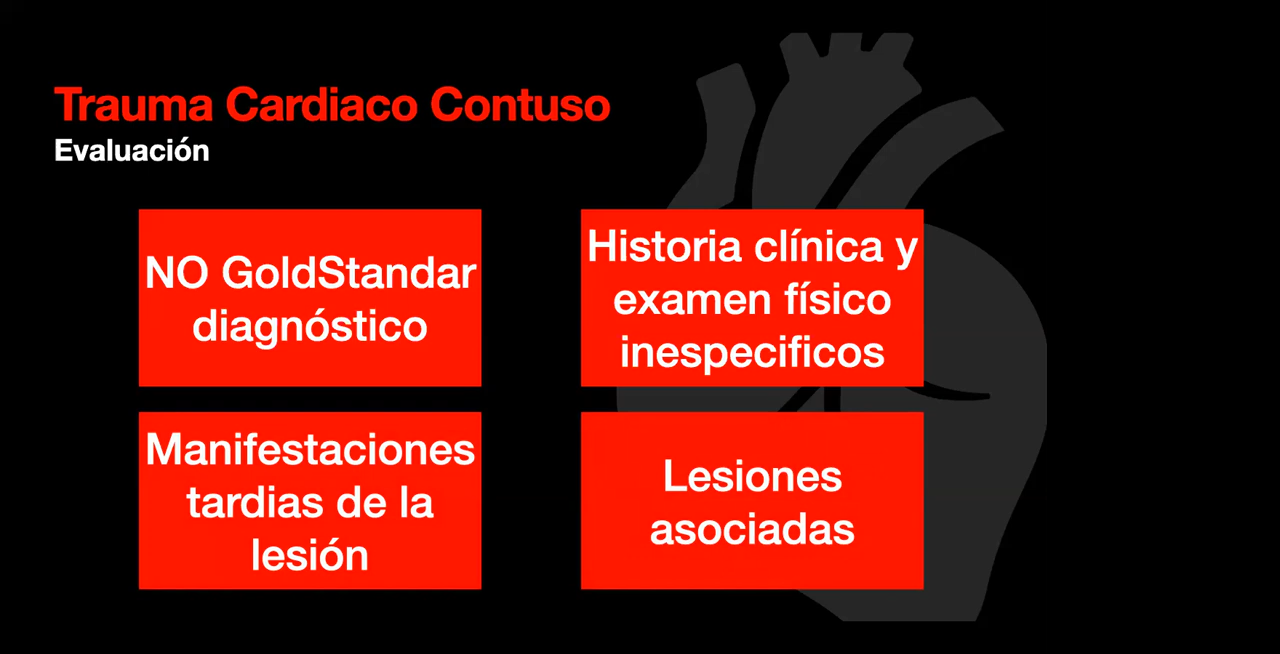 Trauma Cardiaco Contuso
Evaluación
NO GoldStandar
diagnóstico
Historia clínica y
examen físico
inespecificos
Manifestaciones
tardias de la
lesión
Lesiones
asociadas